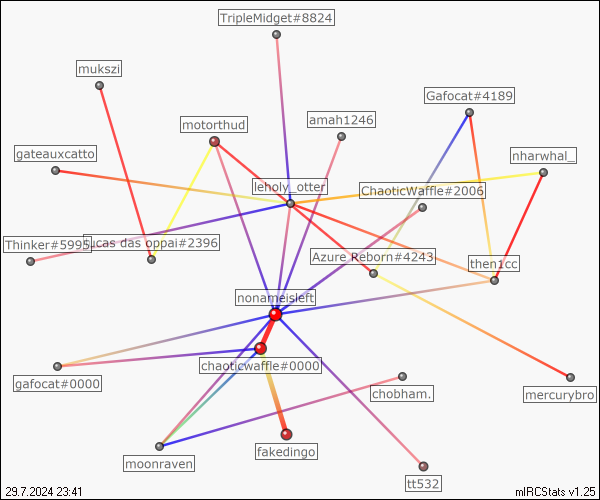 TripleMidget#8824
mukszi
Gafocat#4189
motorthud
amah1246
gateauxcatto
nharwhal_
leholy_otter
ChaoticWaffle#2006
Thinker#5995
ucas das oppai#2396
Azure_Reborn#4243
then1cc
nonameisleft
chaoticwaffle#0000
gafocat#0000
chobham.
mercurybro
fakedingo
moonraven
tt532
29.7.2024 23:41
mIRCStats v1.25